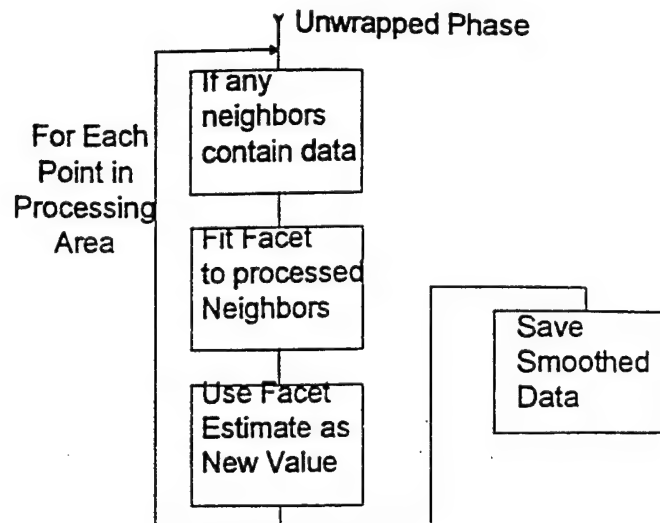 Unwrapped Phase
If any
neighbors
contain data
For Each
Point in
Processing
Area
Fit Facet
to processed
Neighbors
Use Facet
Estimate as
New Value
Save
Smoothed
Data